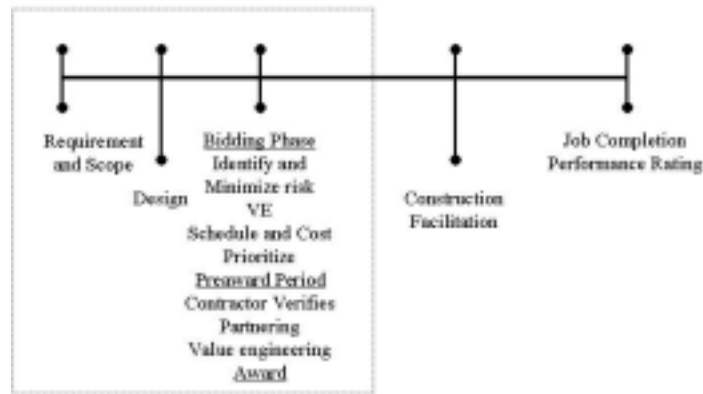 Requirement
and Scope
Design
Bidding Phase
Identify and
Minimize risk
VE
Schedule and Cost
Prioritize
Preaward Period
Contractor Verifies
Partnering
Value engineering
Award
Construction
Facilitation
Job Completion
Performance Rating